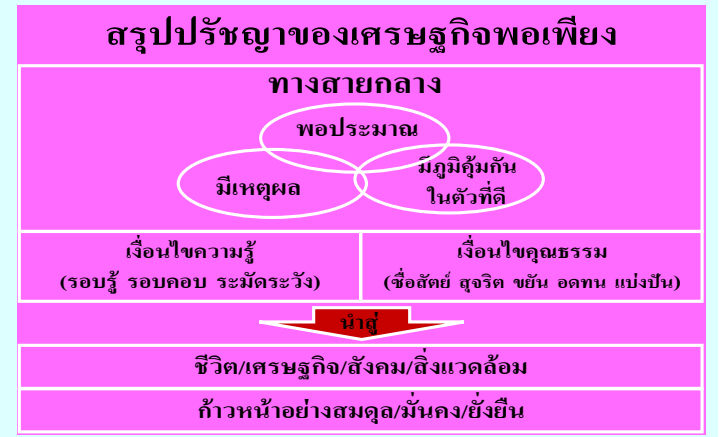 สรุปปรัชญาของเศรษฐกิจพอเพียง
ทางสายกลาง
พอประมาณ
มีเหตุผล
มีภูมิคุ้มกัน
ในตัวที่ดี
เงื่อนไขความรู้
(รอบรู้ รอบคอบ ระมัดระวัง)
เงื่อนไขคุณธรรม
(ซื่อสัตย์ สุจริต ขยัน อดทน แบ่งปัน)
นำสู่
ชีวิต/เศรษฐกิจ/สังคม/สิ่งแวดล้อม
ก้าวหน้าอย่างสมดุล/มั่นคง/ยั่งยืน